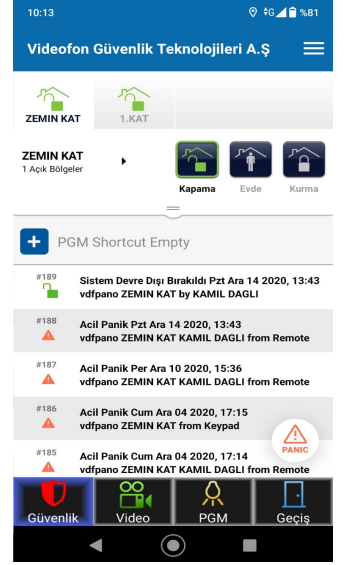 10:13
G %81
Videofon Güvenlik Teknolojileri A.Ş
ZEMIN KAT
1.KAT
ZEMIN KAT
1 Açık Bölgeler
Kapama
Evde
Kurma
PGM Shortcut Empty
#189
Sistem Devre Dışı Bırakıldı Pzt Ara 14 2020, 13:43
vdfpano ZEMIN KAT by KAMIL DAGLI
#188
Acil Panik Pzt Ara 14 2020, 13:43
vdfpano ZEMIN KAT KAMIL DAGLI from Remote
#187
Acil Panik Per Ara 10 2020, 15:36
vdfpano ZEMIN KAT KAMIL DAGLI from Remote
#186
Acil Panik Cum Ara 04 2020, 17:15
vdfpano ZEMIN KAT from Keypad
PANIC
#185
Acil Panik Cum Ara 04 2020, 17:14
vdfpano ZEMIN KAT KAMIL DAGLI from Remote
Güvenlik
Video
PGM
Geçiş